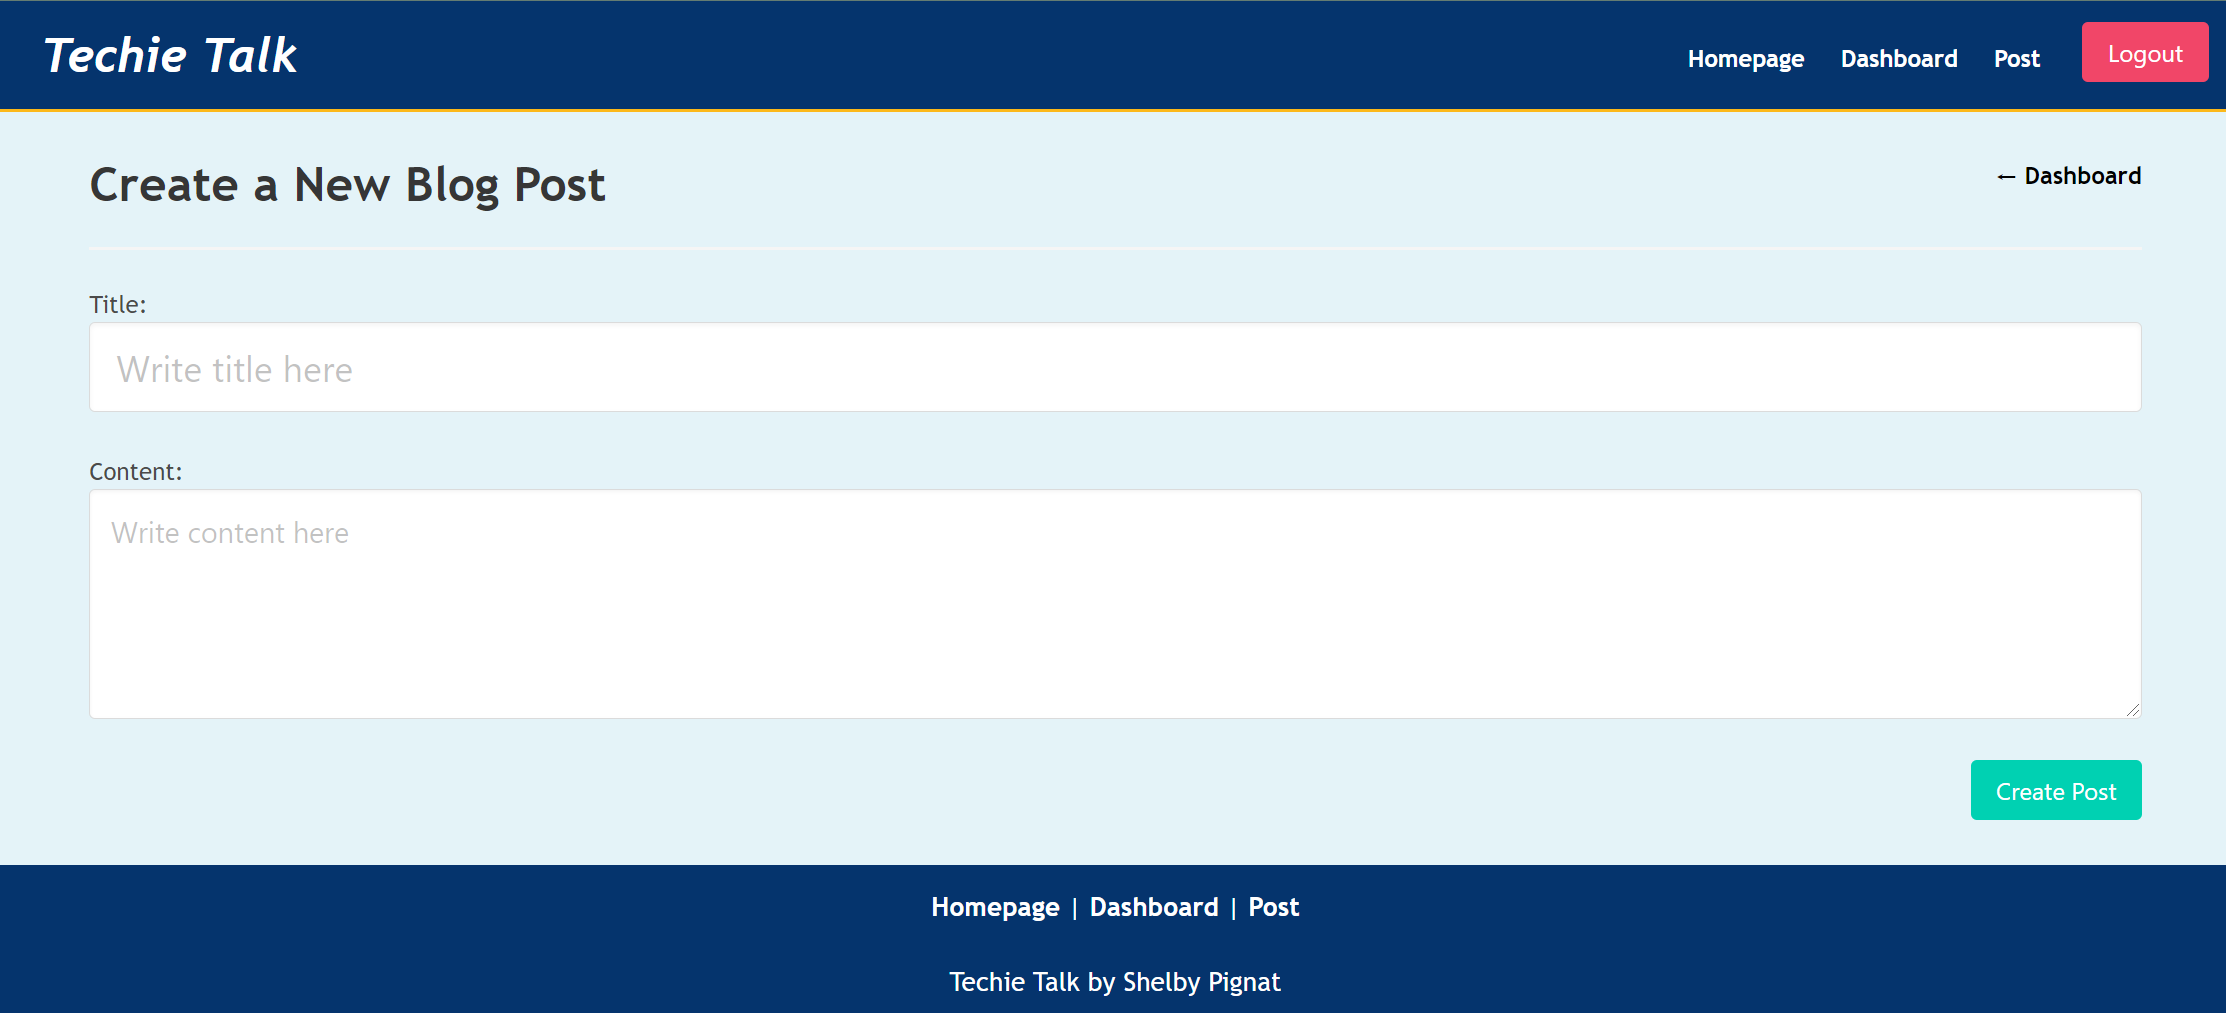 Techie Talk
Homepage Dashboard Post Logout
Create a New Blog Post
← Dashboard
Title:
Write title here
Content:
Write content here
Create Post
Homepage | Dashboard | Post
Techie Talk by Shelby Pignat